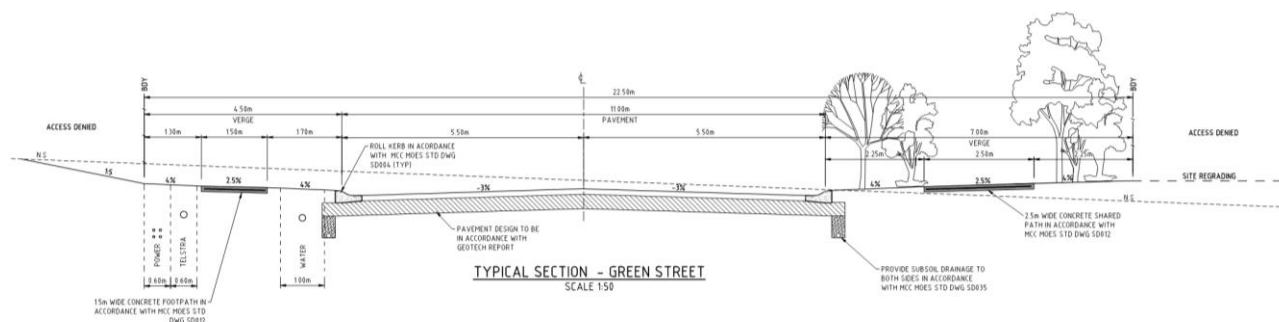 BDY
22.50m
BDY
4.50m
VERGE
11.00m
PAVEMENT
7.00m
VERGE
ACCESS DENIED
1.30m
1.50m
1.70m
5.50m
5.50m
2.25m
2.50m
ACCESS DENIED
N.S
ROLL KERB IN ACORDANCE
WITH MCC MOES STD DWG
SD004 (TYP)
1:5
4%
2.5%
4%
-3%
-3%
4%
2.5%
4%
SITE REGRADING
N.S
POWER
TELSTRA
WATER
PAVEMENT DESIGN TO BE
IN ACCORDANCE WITH
GEOTECH REPORT
2.5m WIDE CONCRETE SHARED
PATH IN ACCORDANCE WITH
MCC MOES STD DWG SD012
0.60m
0.60m
1.00m
1.5m WIDE CONCRETE FOOTPATH IN
ACCORDANCE WITH MCC MOES STD
DWG SD012
PROVIDE SUBSOIL DRAINAGE TO
BOTH SIDES IN ACCORDANCE
WITH MCC MOES STD DWG SD035
TYPICAL SECTION - GREEN STREET
SCALE 1:50